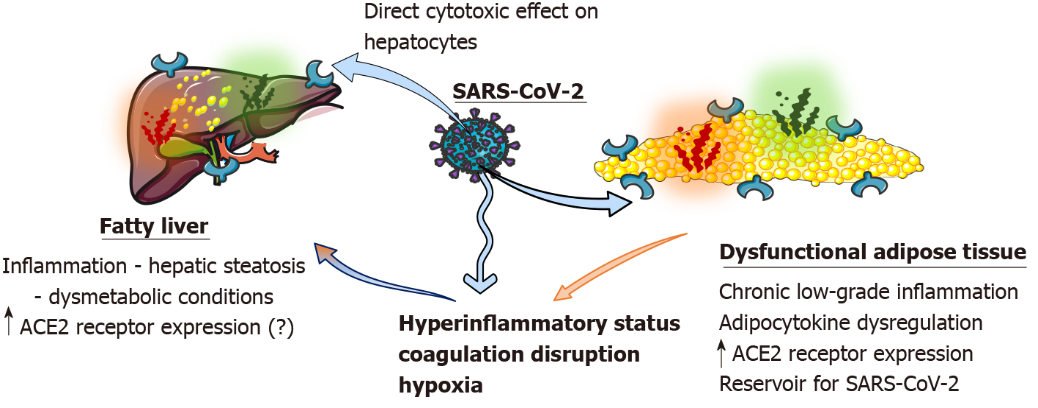 Direct cytotoxic effect on
hepatocytes
SARS-CoV-2
Fatty liver
Inflammation - hepatic steatosis
- dysmetabolic conditions
↑ ACE2 receptor expression (?)
Hyperinflammatory status
coagulation disruption
hypoxia
Dysfunctional adipose tissue
Chronic low-grade inflammation
Adipocytokine dysregulation
↑ ACE2 receptor expression
Reservoir for SARS-CoV-2